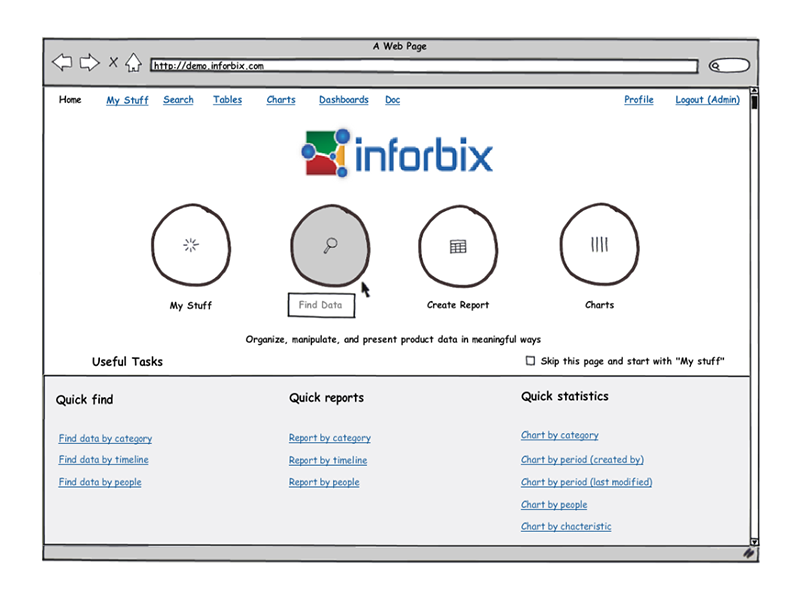 A Web Page
http://demo.inforbix.com
Home My Stuff Search Tables Charts Dashboards Doc Profile Logout (Admin)
inforbix
My Stuff Find Data Create Report Charts
Organize, manipulate, and present product data in meaningful ways
Useful Tasks Skip this page and start with "My stuff"
Quick find
Find data by category
Find data by timeline
Find data by people
Quick reports
Report by category
Report by timeline
Report by people
Quick statistics
Chart by category
Chart by period (created by)
Chart by period (last modified)
Chart by people
Chart by chacteristic